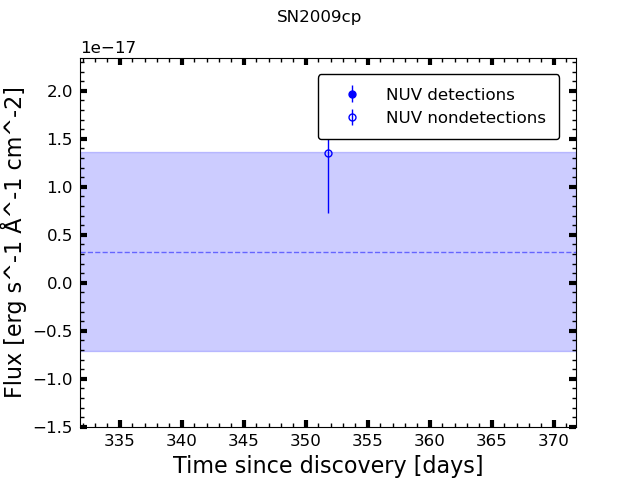 SN2009cp
1e−17
2.0
1.5
1.0
0.5
0.0
−0.5
−1.0
−1.5
Flux [erg s^-1 Å^-1 cm^-2]
NUV detections
NUV nondetections
335 340 345 350 355 360 365 370
Time since discovery [days]